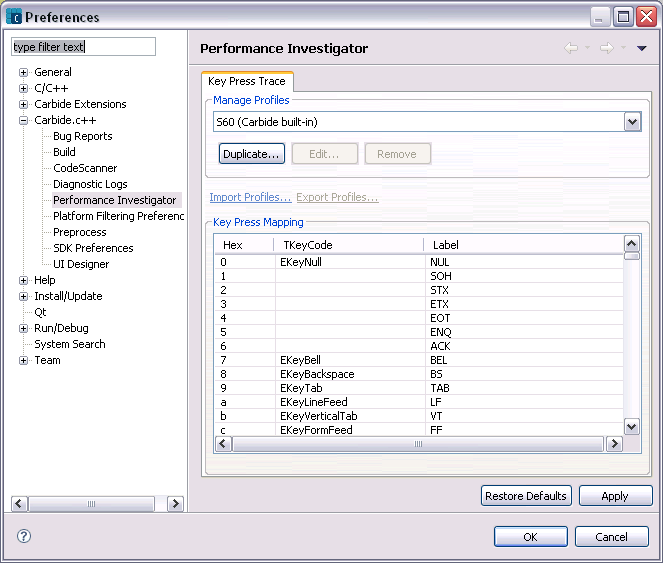 Preferences
type filter text
General
C/C++
Carbide Extensions
Carbide.c++
Bug Reports
Build
CodeScanner
Diagnostic Logs
Performance Investigator
Platform Filtering Preferenc
Preprocess
SDK Preferences
UI Designer
Help
Install/Update
Qt
Run/Debug
System Search
Team
Performance Investigator
Key Press Trace
Manage Profiles
S60 (Carbide built-in)
Duplicate... Edit... Remove
Import Profiles... Export Profiles...
Key Press Mapping
Hex TKeyCode Label
0 EKeyNull NUL
1 SOH
2 STX
3 ETX
4 EOT
5 ENQ
6 ACK
7 EKeyBell BEL
8 EKeyBackspace BS
9 EKeyTab TAB
a EKeyLineFeed LF
b EKeyVerticalTab VT
c EKeyFormFeed FF
Restore Defaults Apply
? OK Cancel